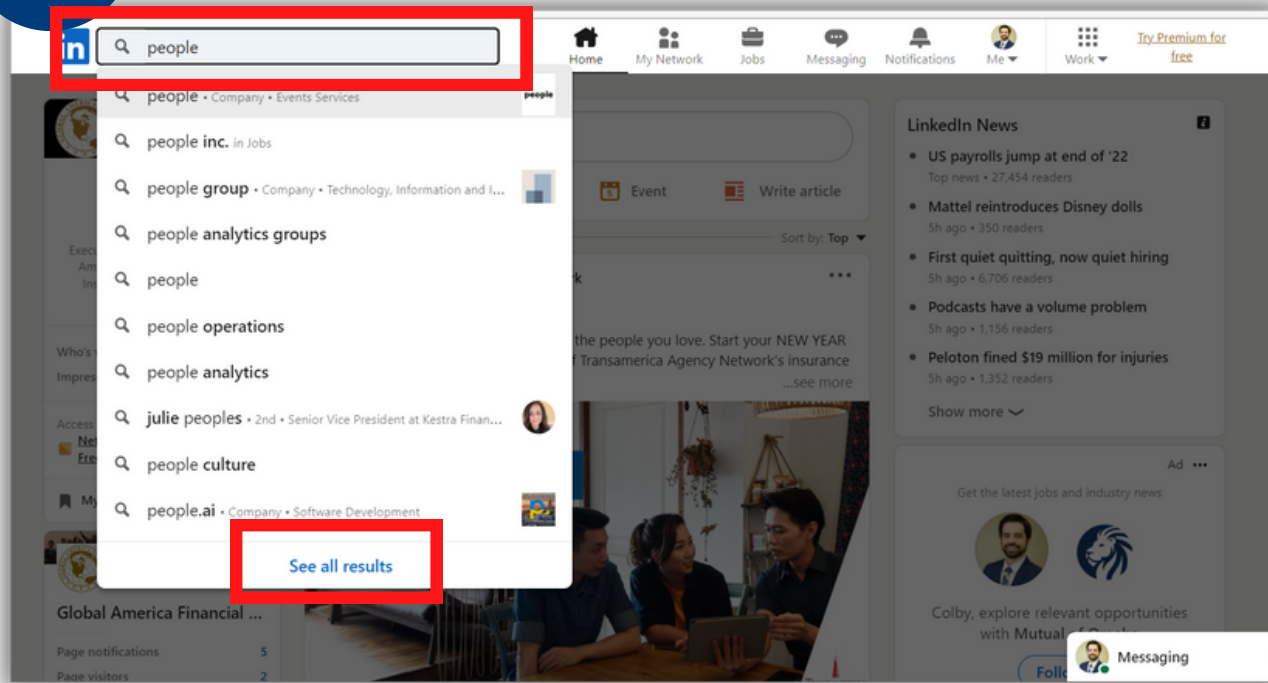 in
people
Home
My Network
Jobs
Messaging
Notifications
Me
Work
Try Premium for
free
people • Company • Events Services
people
people inc. in Jobs
people group • Company • Technology, Information and I...
people analytics groups
people
people operations
people analytics
julie peoples • 2nd • Senior Vice President at Kestra Finan...
people culture
people.ai • Company • Software Development
See all results
Event
Write article
Sort by: Top
...see more
the people you love. Start your NEW YEAR
Transamerica Agency Network's insurance
LinkedIn News
US payrolls jump at end of '22
Top news • 27,454 readers
Mattel reintroduces Disney dolls
5h ago • 350 readers
First quiet quitting, now quiet hiring
5h ago • 6,706 readers
Podcasts have a volume problem
5h ago • 1,156 readers
Peloton fined $19 million for injuries
5h ago • 1,352 readers
Show more
Ad
Get the latest jobs and industry news
Colby, explore relevant opportunities
with Mutual of Omaha
Messaging
Who's
Access
Global America Financial ...
Page notifications 5
Page visitors 2